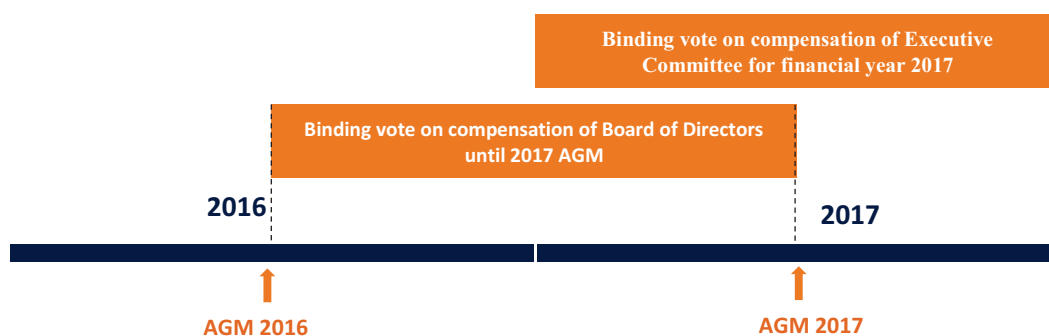 Binding vote on compensation of Executive
Committee for financial year 2017
Binding vote on compensation of Board of Directors
until 2017 AGM
2016
2017
AGM 2016
AGM 2017